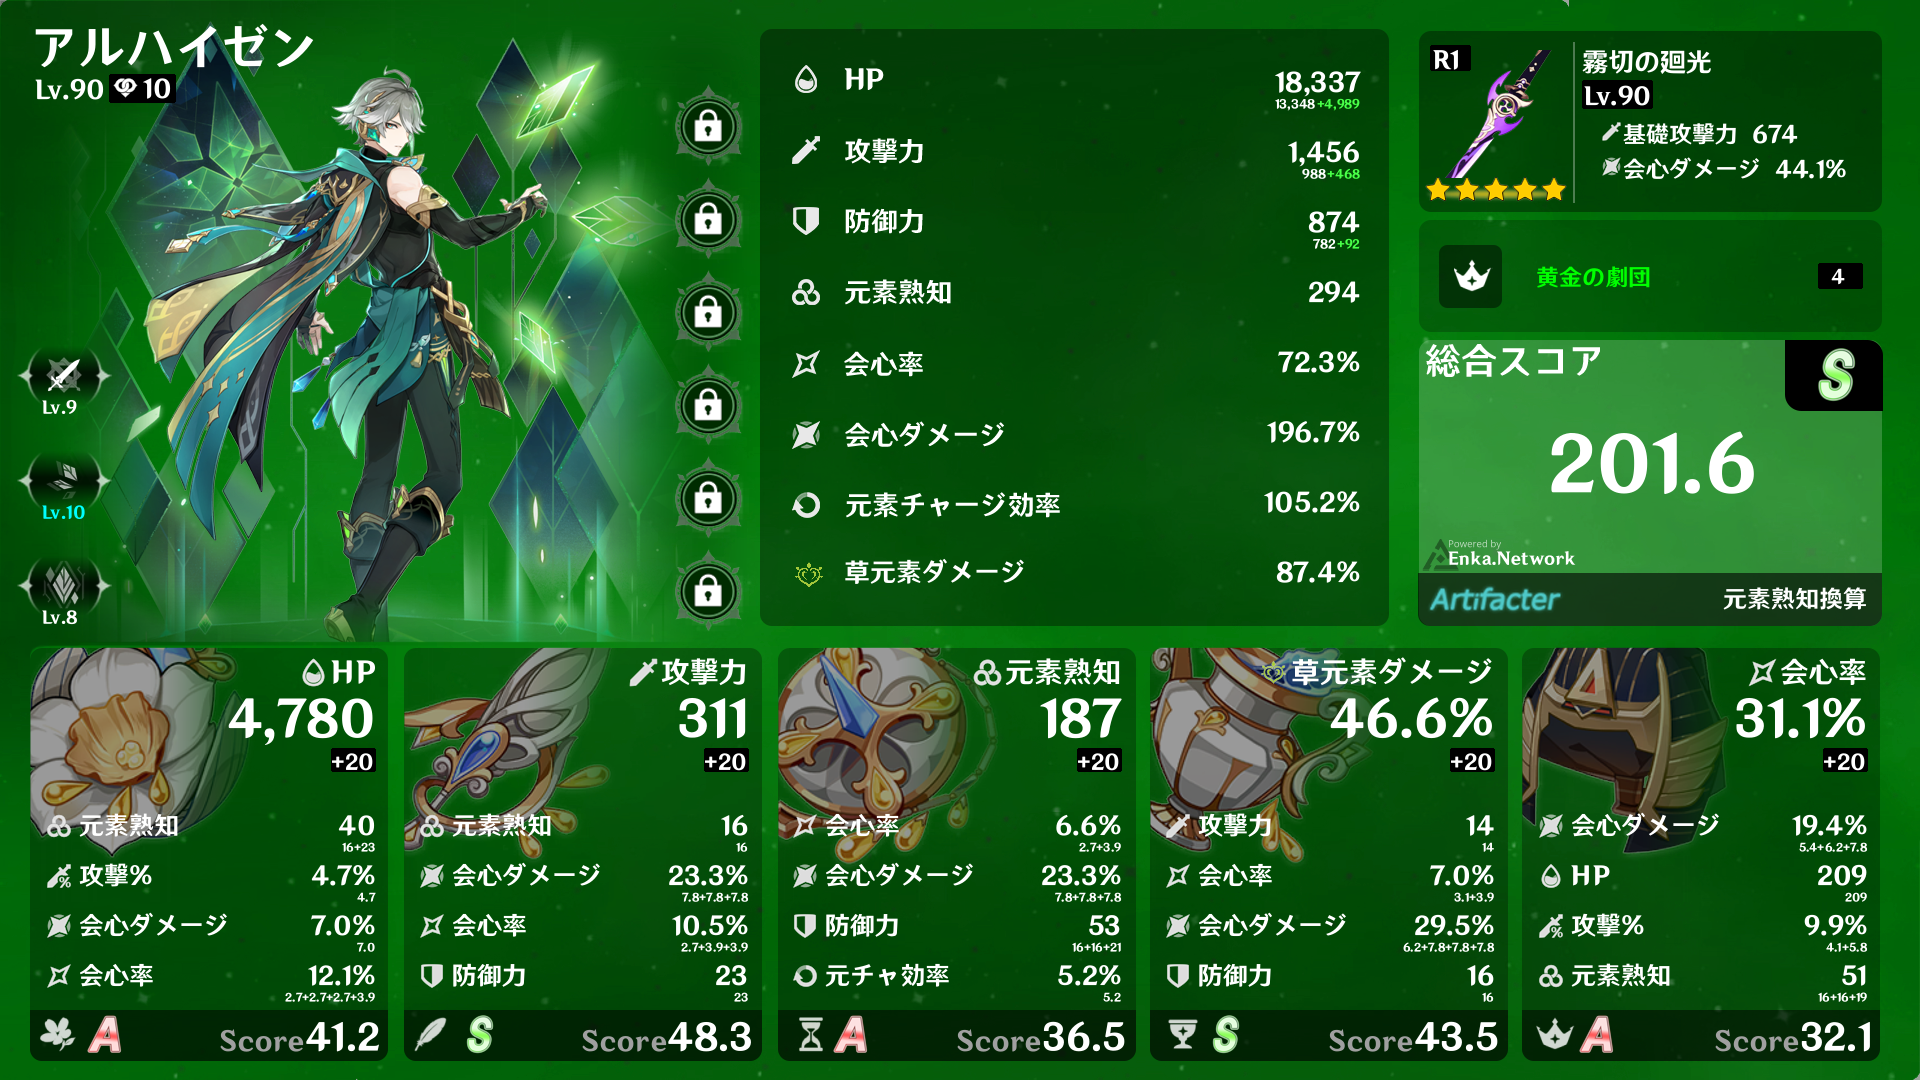 アルハイゼン
Lv.90 10
Lv.9
Lv.10
Lv.8
HP 18,337
13,348+4,989
攻撃力 1,456
988+468
防御力 874
782+92
元素熟知 294
会心率 72.3%
会心ダメージ 196.7%
元素チャージ効率 105.2%
草元素ダメージ 87.4%
R1
霧切の廻光
Lv.90
基礎攻撃力 674
会心ダメージ 44.1%
黄金の劇団 4
総合スコア S
201.6
Powered by
Enka.Network
Artifacter 元素熟知換算
HP
4,780
+20
元素熟知 40
16+23
攻撃% 4.7%
4.7
会心ダメージ 7.0%
7.0
会心率 12.1%
2.7+2.7+2.7+3.9
A Score41.2
攻撃力
311
+20
元素熟知 16
16
会心ダメージ 23.3%
7.8+7.8+7.8
会心率 10.5%
2.7+3.9+3.9
防御力 23
23
S Score48.3
元素熟知
187
+20
会心率 6.6%
2.7+3.9
会心ダメージ 23.3%
7.8+7.8+7.8
防御力 53
16+16+21
元チャ効率 5.2%
5.2
A Score36.5
草元素ダメージ
46.6%
+20
攻撃力 14
14
会心率 7.0%
3.1+3.9
会心ダメージ 29.5%
6.2+7.8+7.8+7.8
防御力 16
16
S Score43.5
会心率
31.1%
+20
会心ダメージ 19.4%
5.4+6.2+7.8
HP 209
209
攻撃% 9.9%
4.1+5.8
元素熟知 51
16+16+19
A Score32.1